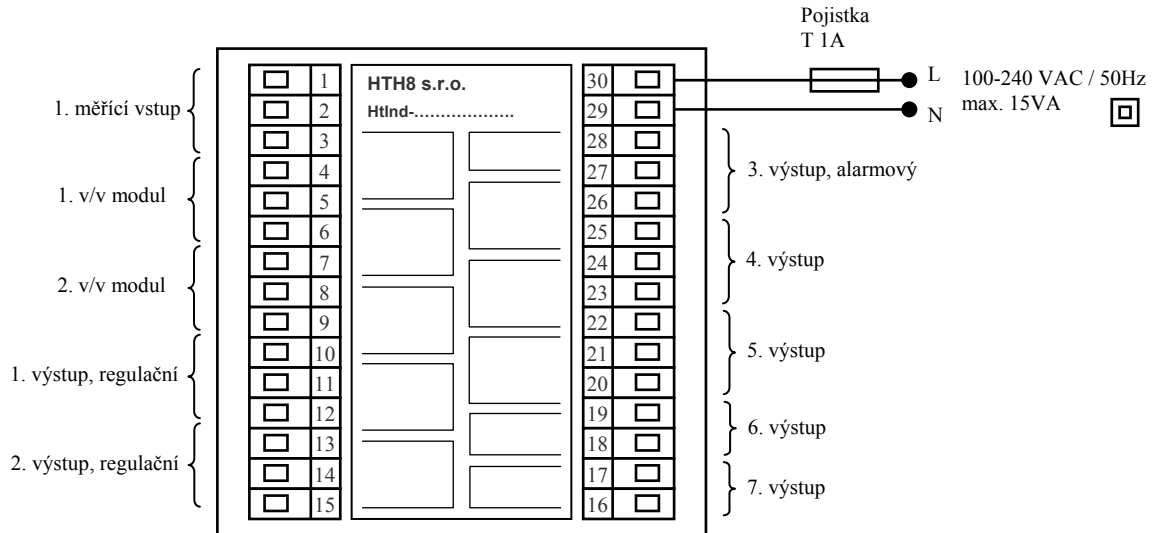 Pojistka
T 1A
L
100-240 VAC / 50Hz
N
max. 15VA
HTH8 s.r.o.
HtInd-...................
1. měřící vstup
1. v/v modul
2. v/v modul
1. výstup, regulační
2. výstup, regulační
1
2
3
4
5
6
7
8
9
10
11
12
13
14
15
30
29
28
27
26
25
24
23
22
21
20
19
18
17
16
3. výstup, alarmový
4. výstup
5. výstup
6. výstup
7. výstup